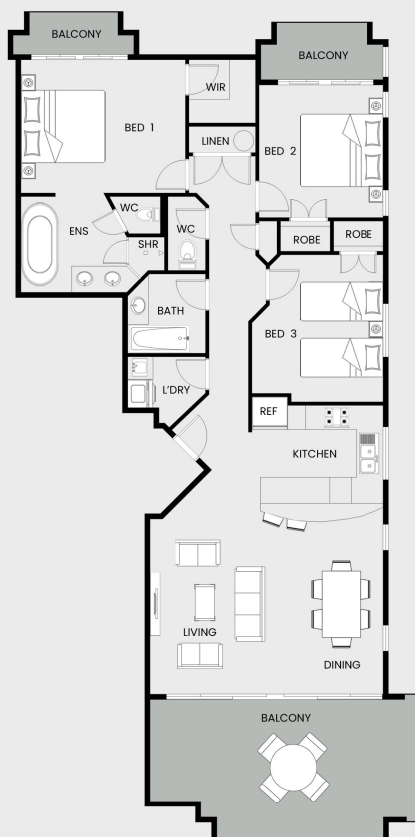 BALCONY
BALCONY
WIR
BED 1
LINEN
BED 2
WC
WC
ENS
SHR
ROBE
ROBE
BATH
BED 3
L'DRY
REF
KITCHEN
LIVING
DINING
BALCONY